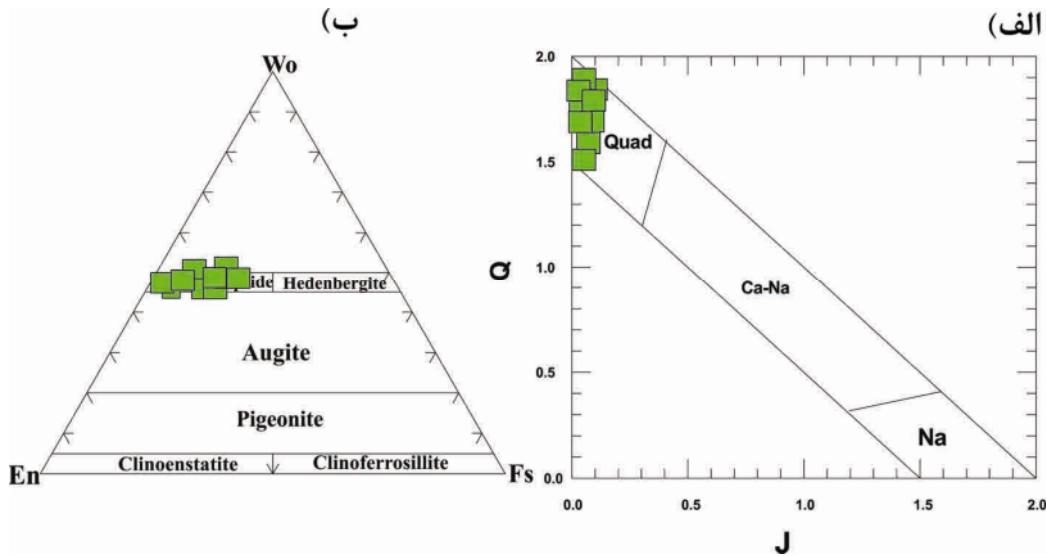 ب)
Wo
ide Hedenbergite
Augite
Pigeonite
Clinoenstatite Clinoferrosillite
En Fs
الف)
2.0
Quad
1.5
Q
1.0
Ca-Na
0.5
Na
0.0
0.0 0.5 1.0 1.5 2.0
J